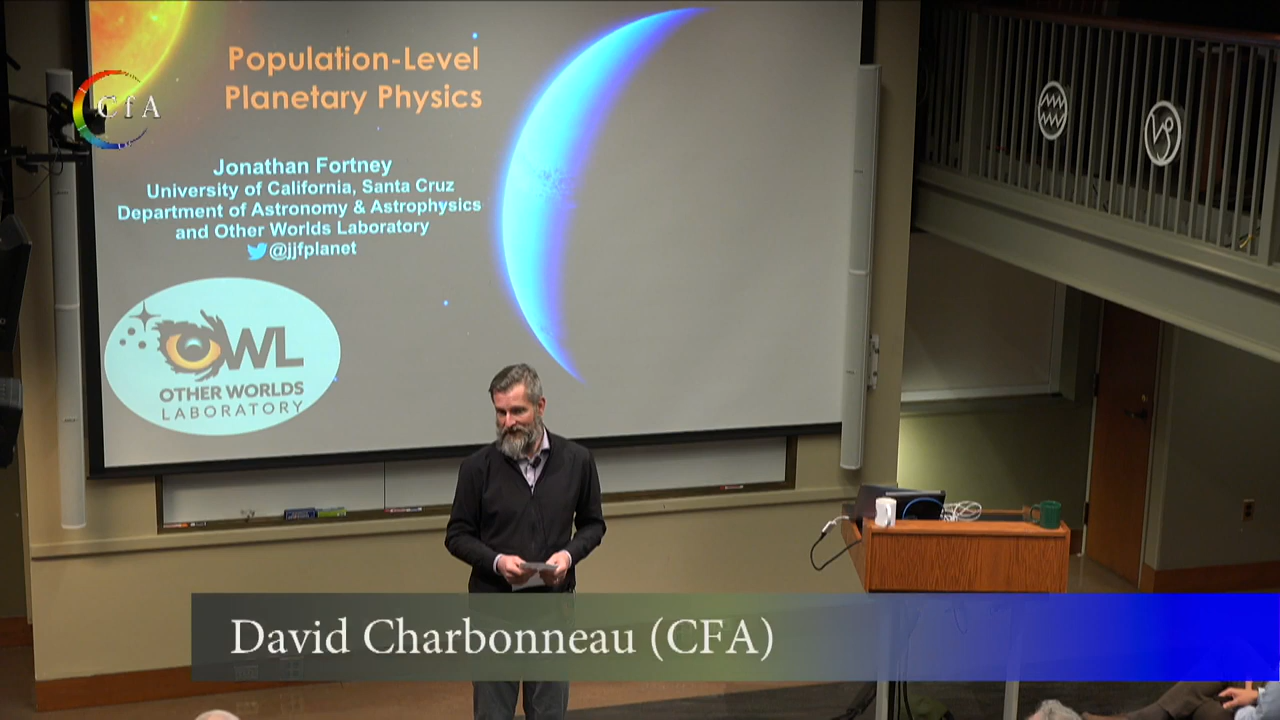 Population-Level
Planetary Physics
CfA
Jonathan Fortney
University of California, Santa Cruz
Department of Astronomy & Astrophysics
and Other Worlds Laboratory
@jjfplanet
OWL
OTHER WORLDS
LABORATORY
David Charbonneau (CFA)